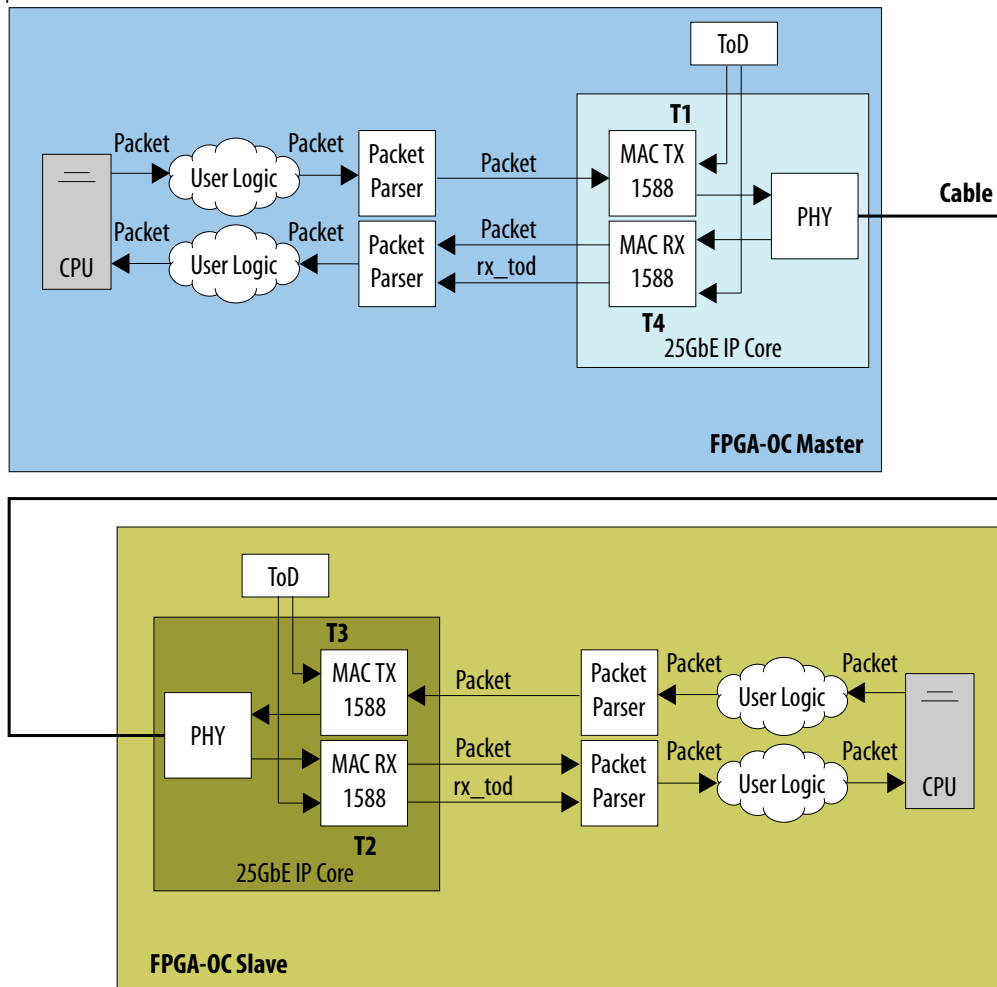 ToD
T1
Packet
Packet
Packet
Parser
Packet
MAC TX
1588
User Logic
PHY
Cable
Packet
Packet
Packet
Parser
Packet
rx_tod
MAC RX
1588
User Logic
CPU
T4
25GbE IP Core
FPGA-OC Master
ToD
T3
MAC TX
1588
Packet
Packet
Parser
Packet
User Logic
Packet
PHY
MAC RX
1588
Packet
rx_tod
Packet
Parser
Packet
User Logic
Packet
CPU
T2
25GbE IP Core
FPGA-OC Slave